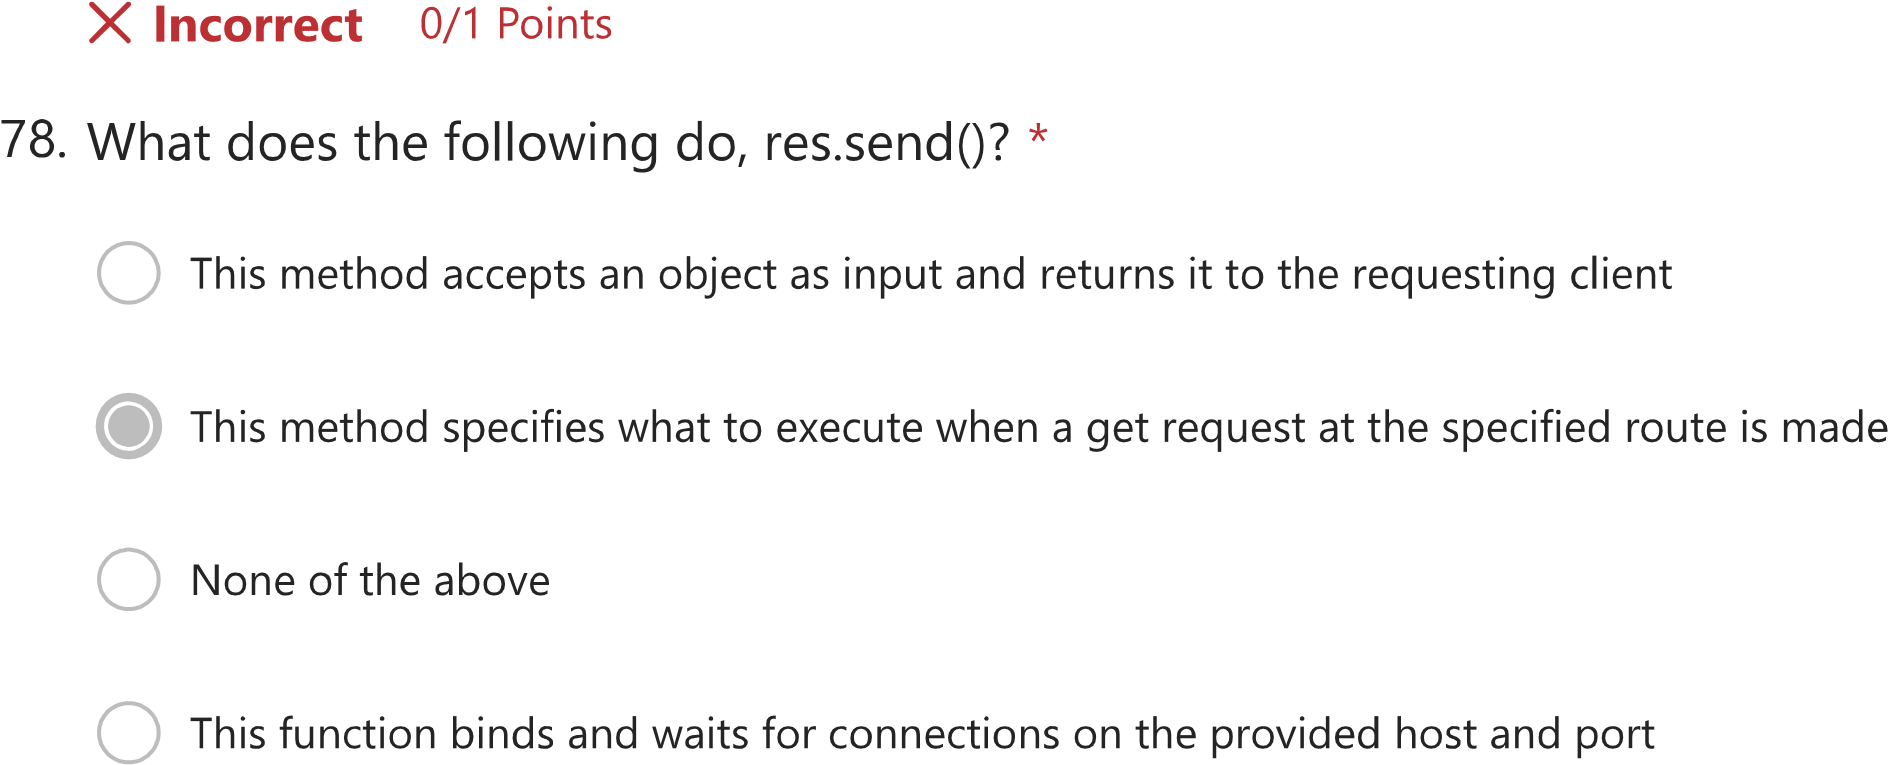 Incorrect 0/1 Points
78. What does the following do, res.send()? *
This method accepts an object as input and returns it to the requesting client
This method specifies what to execute when a get request at the specified route is made
None of the above
This function binds and waits for connections on the provided host and port